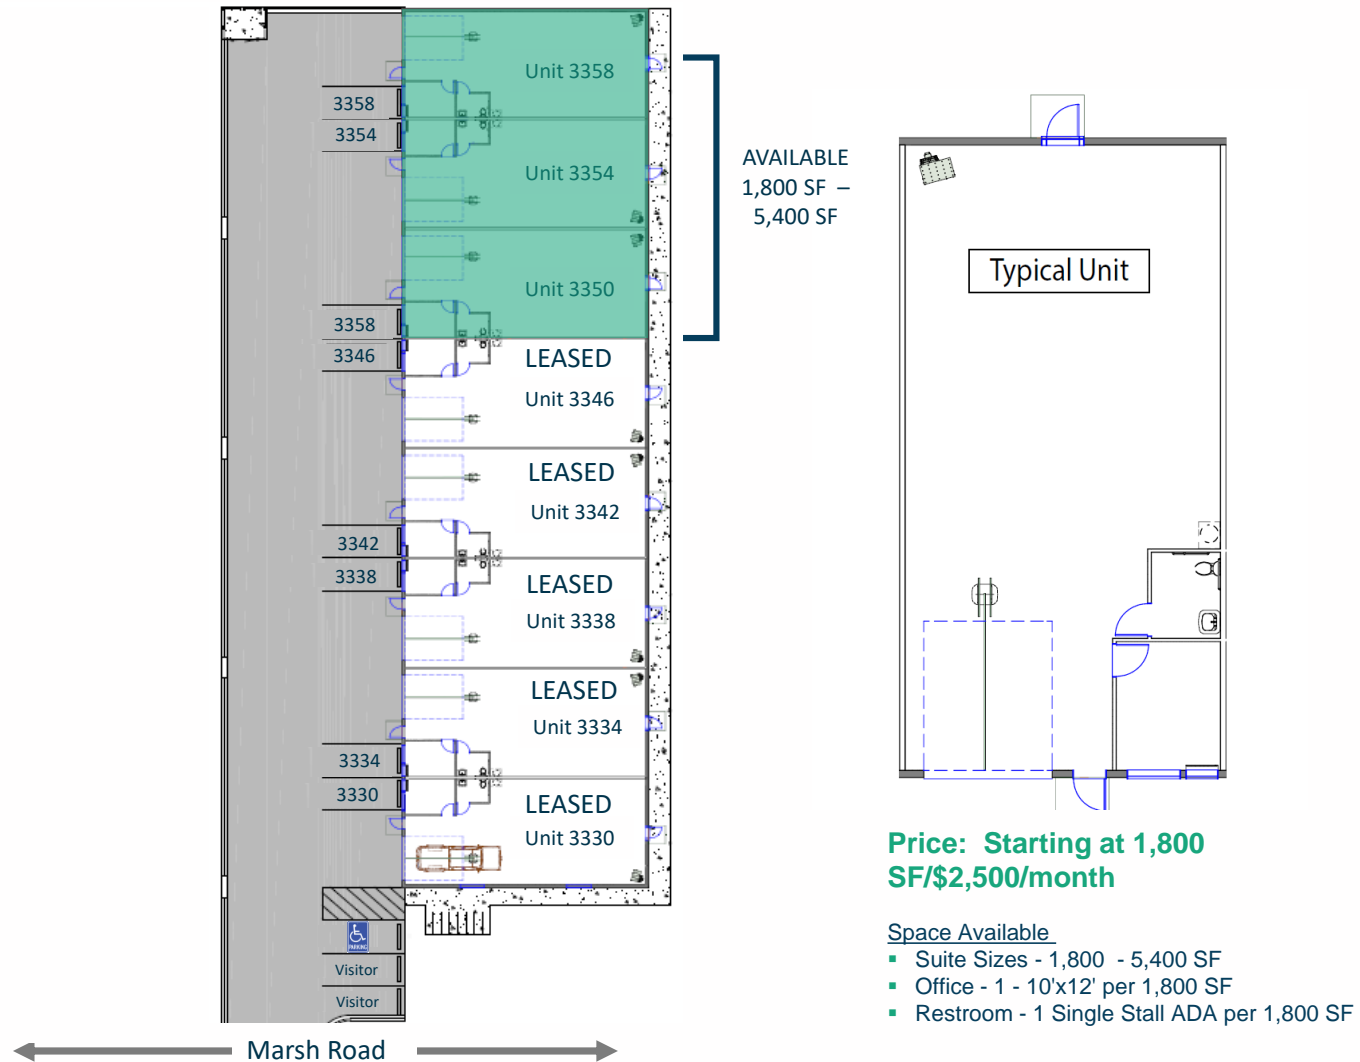 Unit 3358
3358
3354
Unit 3354
AVAILABLE
1,800 SF –
5,400 SF
Unit 3350
3358
3346
LEASED
Unit 3346
LEASED
Unit 3342
3342
3338
LEASED
Unit 3338
LEASED
Unit 3334
3334
3330
LEASED
Unit 3330
PARKING
Visitor
Visitor
Marsh Road
Typical Unit
Price: Starting at 1,800
SF/$2,500/month
Space Available
▪ Suite Sizes - 1,800 - 5,400 SF
▪ Office - 1 - 10'x12' per 1,800 SF
▪ Restroom - 1 Single Stall ADA per 1,800 SF